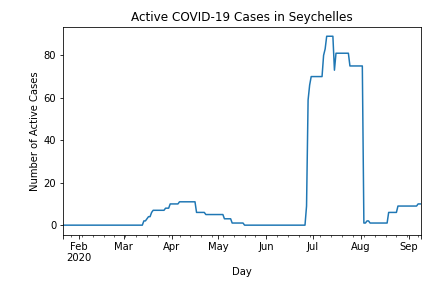 Active COVID-19 Cases in Seychelles
Number of Active Cases
80
60
40
20
0
Feb Mar Apr May Jun Jul Aug Sep
2020
Day